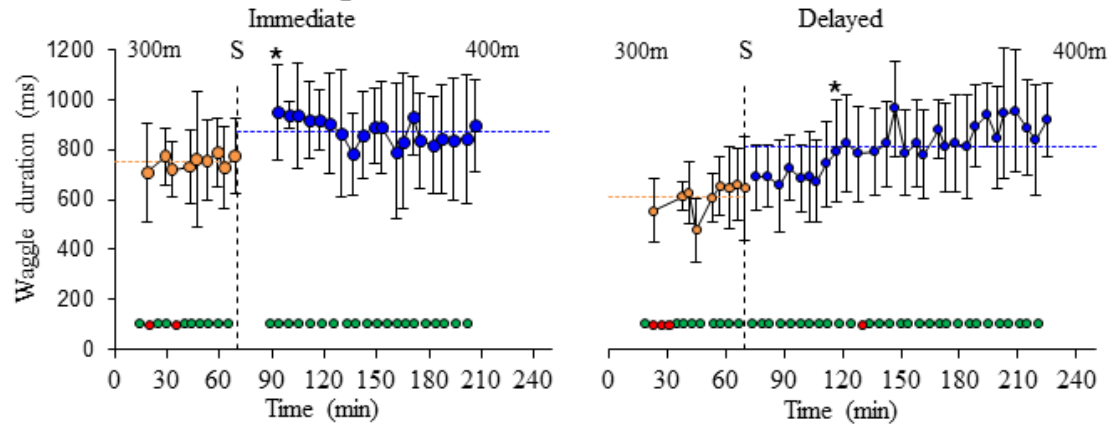 Immediate
Delayed
300m S 400m
300m S 400m
*
*
Waggle duration (ms)
1200
1000
800
600
400
200
0
0 30 60 90 120 150 180 210 240
0 30 60 90 120 150 180 210 240
Time (min)
Time (min)